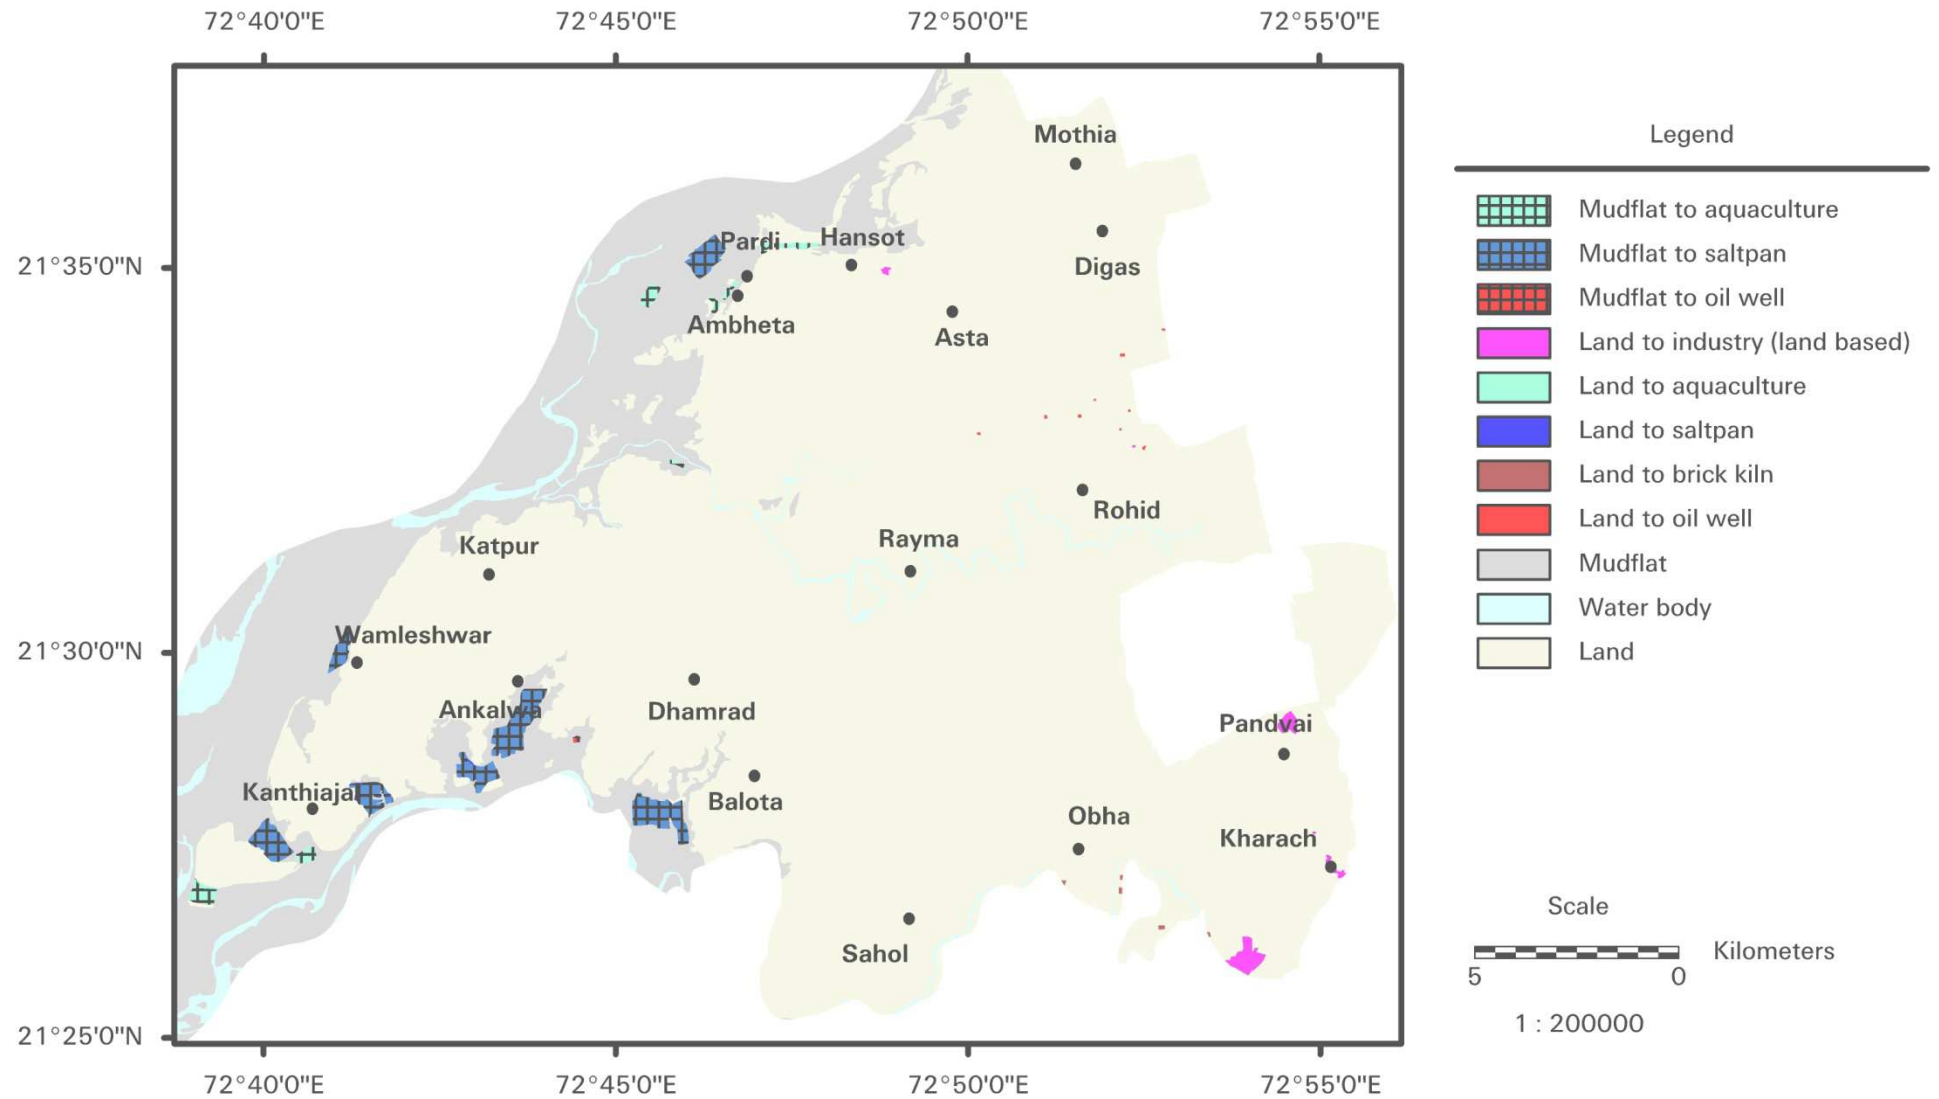 72°40'0"E 72°45'0"E 72°50'0"E 72°55'0"E
Mothia
Legend
Mudflat to aquaculture
Pardi Hansot
Mudflat to saltpan
21°35'0"N
Digas
Mudflat to oil well
Ambheta
Asta
Land to industry (land based)
Land to aquaculture
Land to saltpan
Land to brick kiln
Rohid
Land to oil well
Katpur
Rayma
Mudflat
Water body
Wamleshwar
21°30'0"N
Land
Ankalwa
Dhamrad
Pandvai
Kanthiajal
Balota
Obha
Kharach
Scale
Sahol
Kilometers
5 0
1 : 200000
21°25'0"N
72°40'0"E 72°45'0"E 72°50'0"E 72°55'0"E